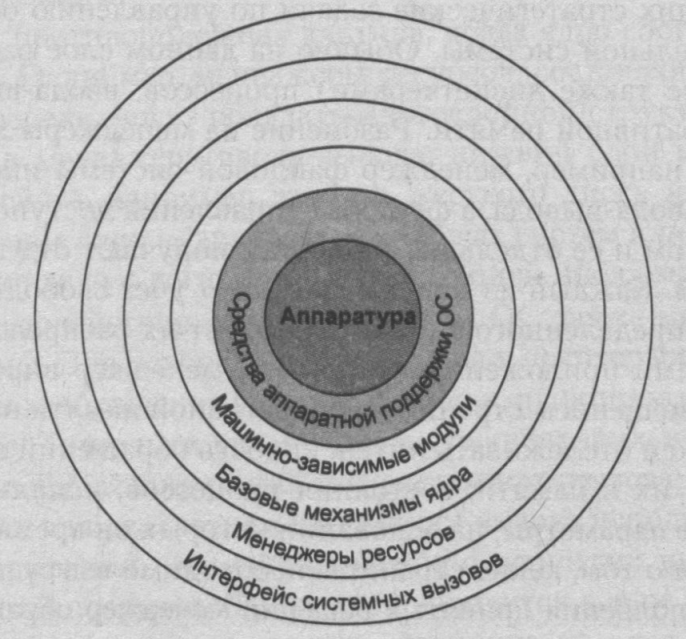 Аппаратура
Средства аппаратной поддержки ОС
Машинно-зависимые модули
Базовые механизмы ядра
Менеджеры ресурсов
Интерфейс системных вызовов